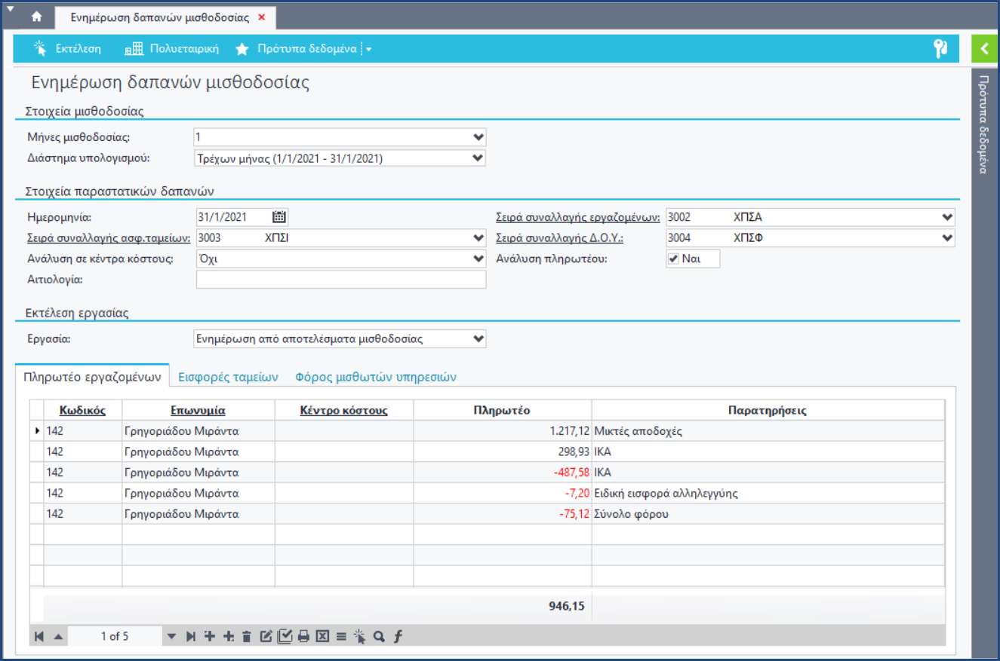 Ενημέρωση δαπανών μισθοδοσίας
Εκτέλεση Πολυεταιρική Πρότυπα δεδομένα
Ενημέρωση δαπανών μισθοδοσίας
Στοιχεία μισθοδοσίας
Μήνες μισθοδοσίας: 1
Διάστημα υπολογισμού: Τρέχων μήνας (1/1/2021 - 31/1/2021)
Στοιχεία παραστατικών δαπανών
Ημερομηνία: 31/1/2021 Σειρά συναλλαγής εργαζομένων: 3002 ΧΠΣΑ
Σειρά συναλλαγής ασφ.ταμείων: 3003 ΧΠΣΙ Σειρά συναλλαγής Δ.Ο.Υ.: 3004 ΧΠΣΦ
Ανάλυση σε κέντρα κόστους: Όχι Ανάλυση πληρωτέου: Ναι
Αιτιολογία:
Εκτέλεση εργασίας
Εργασία: Ενημέρωση από αποτελέσματα μισθοδοσίας
Πληρωτέο εργαζομένων Εισφορές ταμείων Φόρος μισθωτών υπηρεσιών
Κωδικός Επωνυμία Κέντρο κόστους Πληρωτέο Παρατηρήσεις
142 Γρηγοριάδου Μιράντα 1.217,12 Μικτές αποδοχές
142 Γρηγοριάδου Μιράντα 298,93 ΙΚΑ
142 Γρηγοριάδου Μιράντα -487,58 ΙΚΑ
142 Γρηγοριάδου Μιράντα -7,20 Ειδική εισφορά αλληλεγγύης
142 Γρηγοριάδου Μιράντα -75,12 Σύνολο φόρου
946,15
1 of 5
Πρότυπα δεδομένα